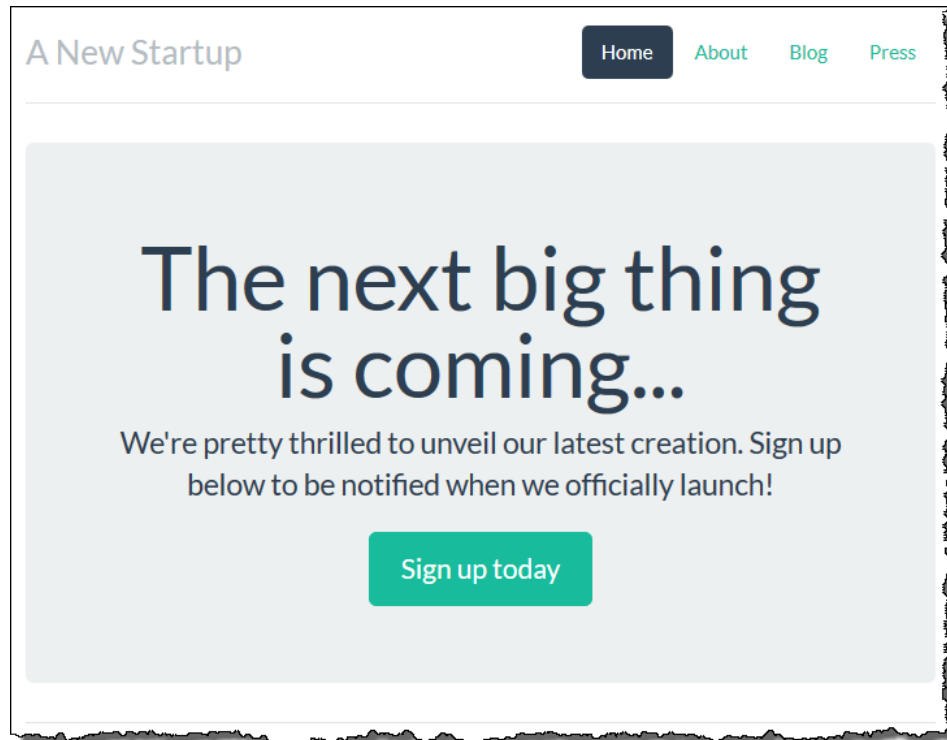 A New Startup
Home About Blog Press
The next big thing
is coming...
We're pretty thrilled to unveil our latest creation. Sign up
below to be notified when we officially launch!
Sign up today